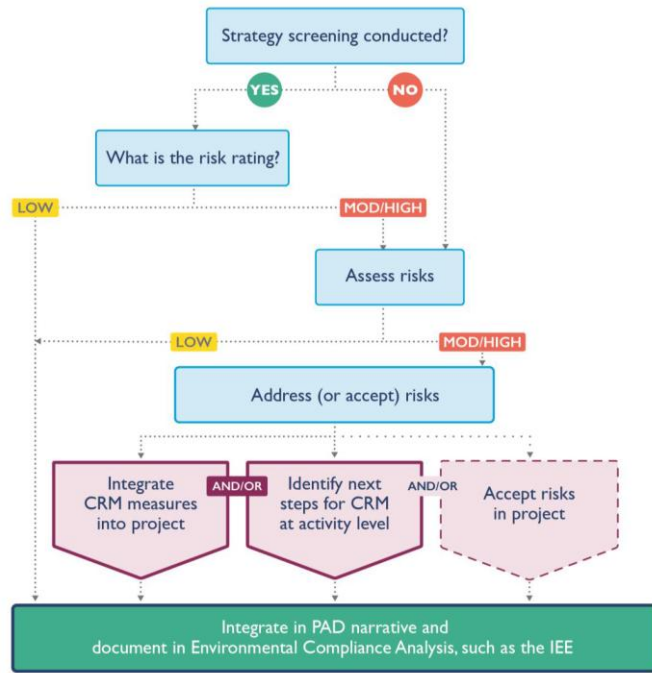 Strategy screening conducted?
YES
NO
What is the risk rating?
LOW
MOD/HIGH
Assess risks
LOW
MOD/HIGH
Address (or accept) risks
Integrate
CRM measures
into project
AND/OR
Identify next
steps for CRM
at activity level
AND/OR
Accept risks
in project
Integrate in PAD narrative and
document in Environmental Compliance Analysis, such as the IEE